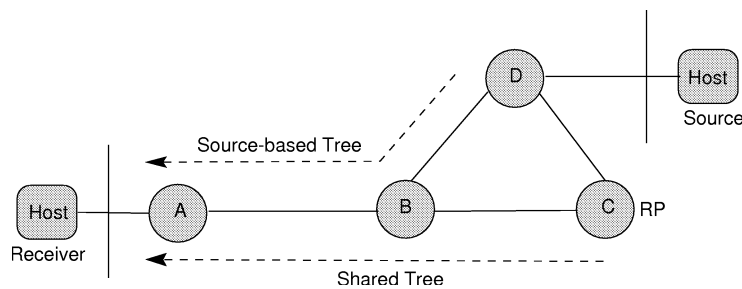 D
Host
Source
Source-based Tree
Host
A
B
C
RP
Receiver
Shared Tree